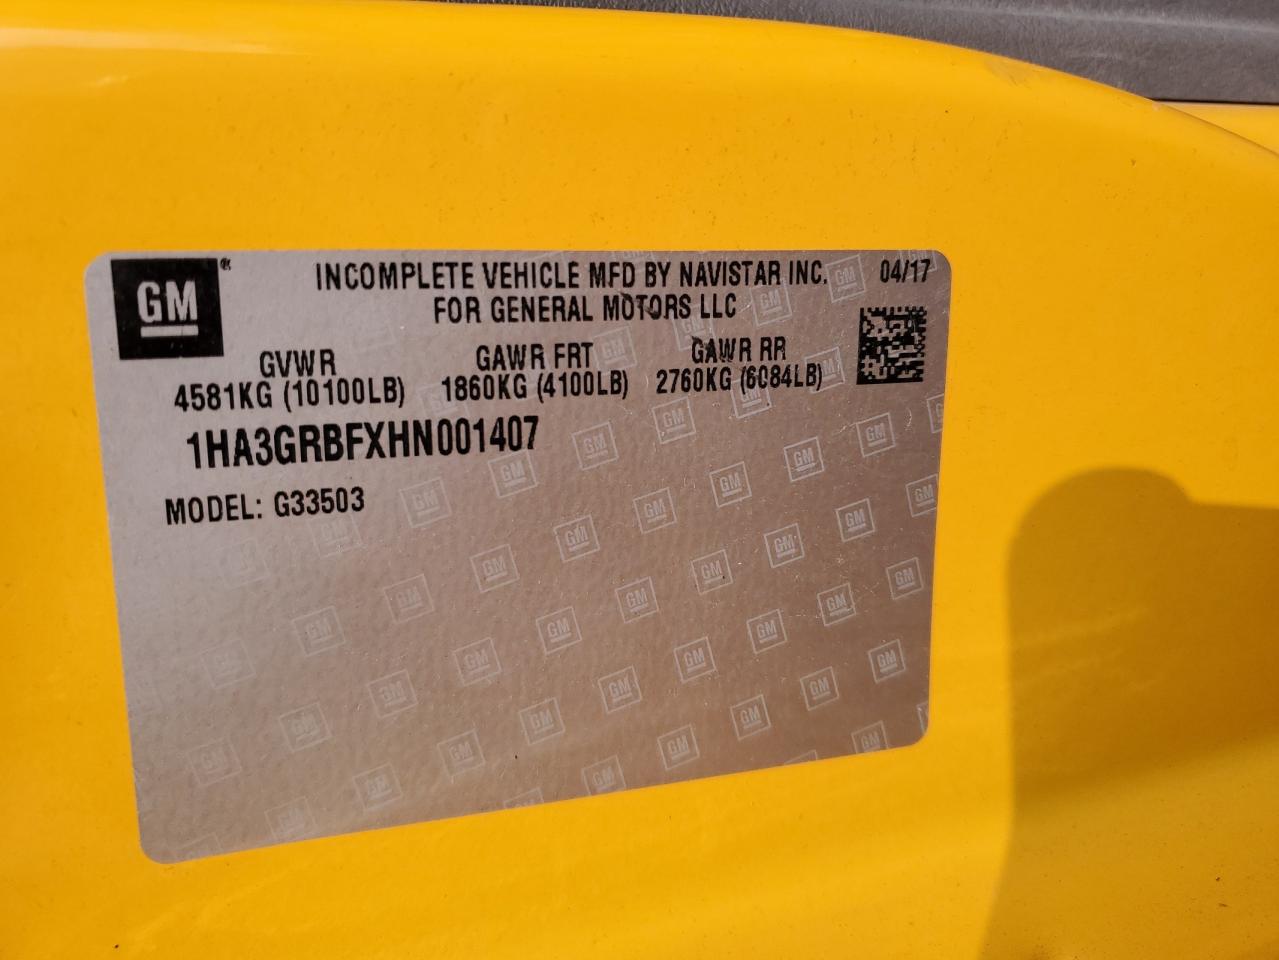 GM®
INCOMPLETE VEHICLE MFD BY NAVISTAR INC. 04/17
FOR GENERAL MOTORS LLC
GVWR GAWR FRT GAWR RR
4581KG (10100LB) 1860KG (4100LB) 2760KG (6084LB)
1HA3GRBFXHN001407
MODEL: G33503